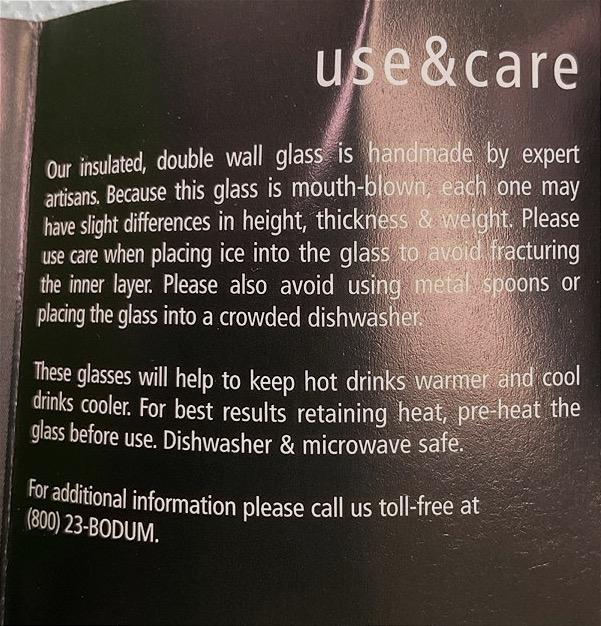 use&care
Our insulated, double wall glass is handmade by expert
artisans. Because this glass is mouth-blown, each one may
have slight differences in height, thickness & weight. Please
use care when placing ice into the glass to avoid fracturing
the inner layer. Please also avoid using metal spoons or
placing the glass into a crowded dishwasher.
These glasses will help to keep hot drinks warmer and cool
drinks cooler. For best results retaining heat, pre-heat the
glass before use. Dishwasher & microwave safe.
For additional information please call us toll-free at
(800) 23-BODUM.